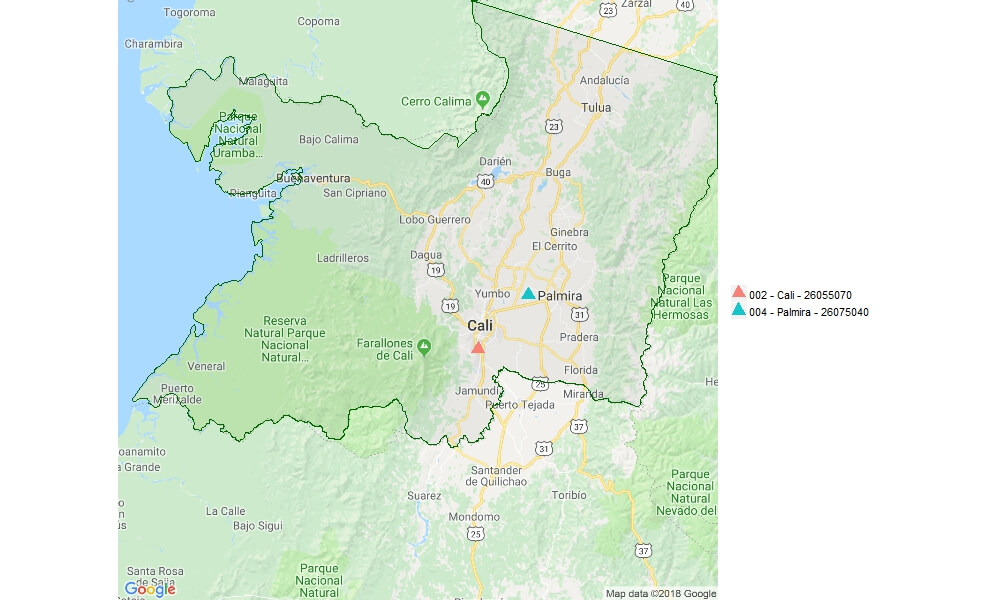 Togoroma
Copoma
Charambira
23
Zarzal
40
Malaguita
Andalucía
Cerro Calima
Tulua
Parque
Nacional
Natural
Uramba...
23
Bajo Calima
Darién
Buga
40
Buenaventura
San Cipriano
Pianguita
Lobo Guerrero
Ginebra
El Cerrito
Ladrilleros
Dagua
19
Parque
Nacional
Natural Las
Hermosas
Yumbo
Palmira
002 - Cali - 26055070
004 - Palmira - 26075040
19
31
Reserva
Natural Parque
Nacional
Natural...
Cali
Farallones
de Cali
Pradera
Veneral
Florida
Puerto
Merizalde
Jamundí
25
Miranda
Puerto Tejada
He
37
31
oanamito
a Grande
Santander
de Quilichao
Parque
Nacional
Natural
Nevado del
Suarez
Toribío
La Calle
Bajo Sigui
Mondomo
25
37
Santa Rosa
de Saija
Parque
Nacional
Natural
Google
Map data ©2018 Google